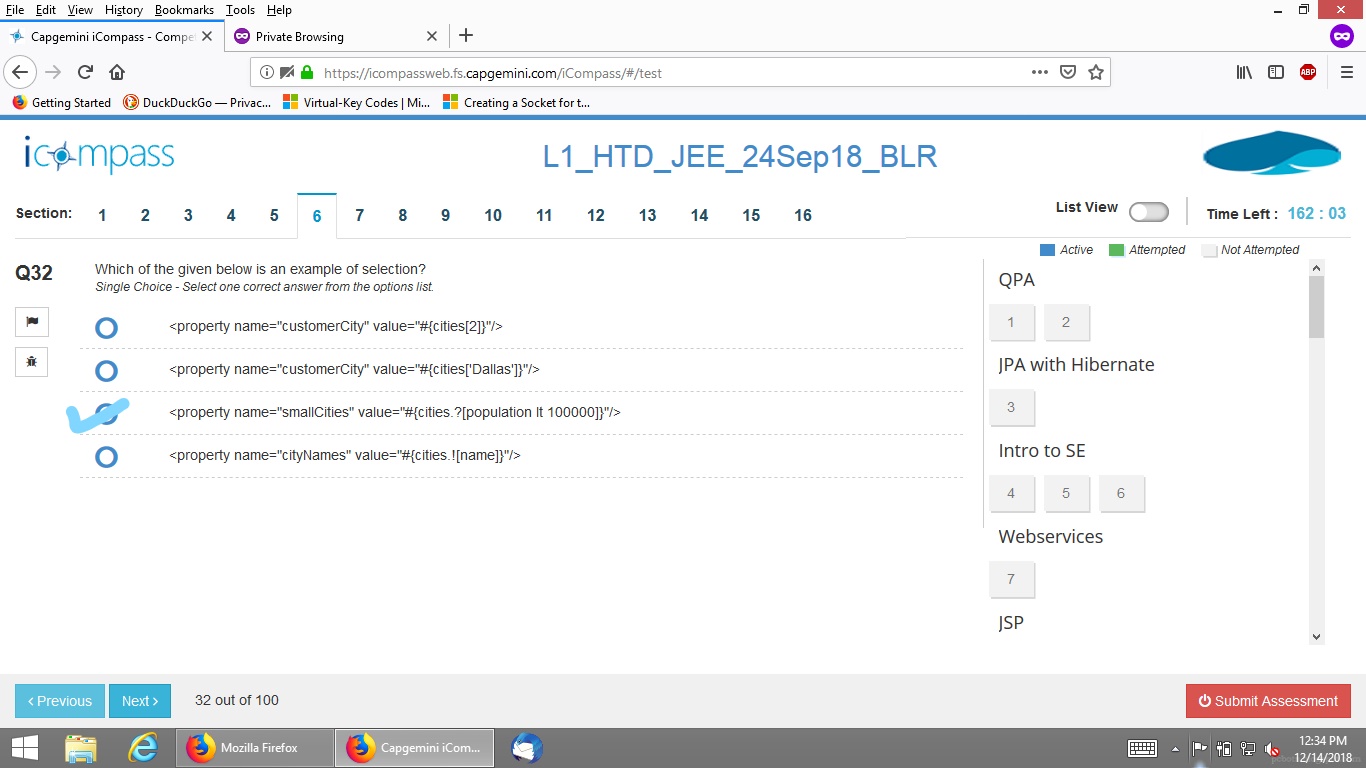 File Edit View History Bookmarks Tools Help
Capgemini iCompass - Compe
Private Browsing
https://icompassweb.fs.capgemini.com/iCompass/#/test
ABP
Getting Started DuckDuckGo — Privac... Virtual-Key Codes | Mi... Creating a Socket for t...
icompass
L1_HTD_JEE_24Sep18_BLR
Section: 1 2 3 4 5 6 7 8 9 10 11 12 13 14 15 16
List View
Time Left : 162 : 03
Active Attempted Not Attempted
Q32
Which of the given below is an example of selection?
Single Choice - Select one correct answer from the options list.
<property name="customerCity" value="#{cities[2]}"/>
<property name="customerCity" value="#{cities['Dallas']}"/>
<property name="smallCities" value="#{cities.?[population lt 100000]}"/>
<property name="cityNames" value="#{cities.![name]}"/>
QPA
1 2
JPA with Hibernate
3
Intro to SE
4 5 6
Webservices
7
JSP
Previous Next 32 out of 100
Submit Assessment
Mozilla Firefox
Capgemini iCom...
12:34 PM
12/14/2018